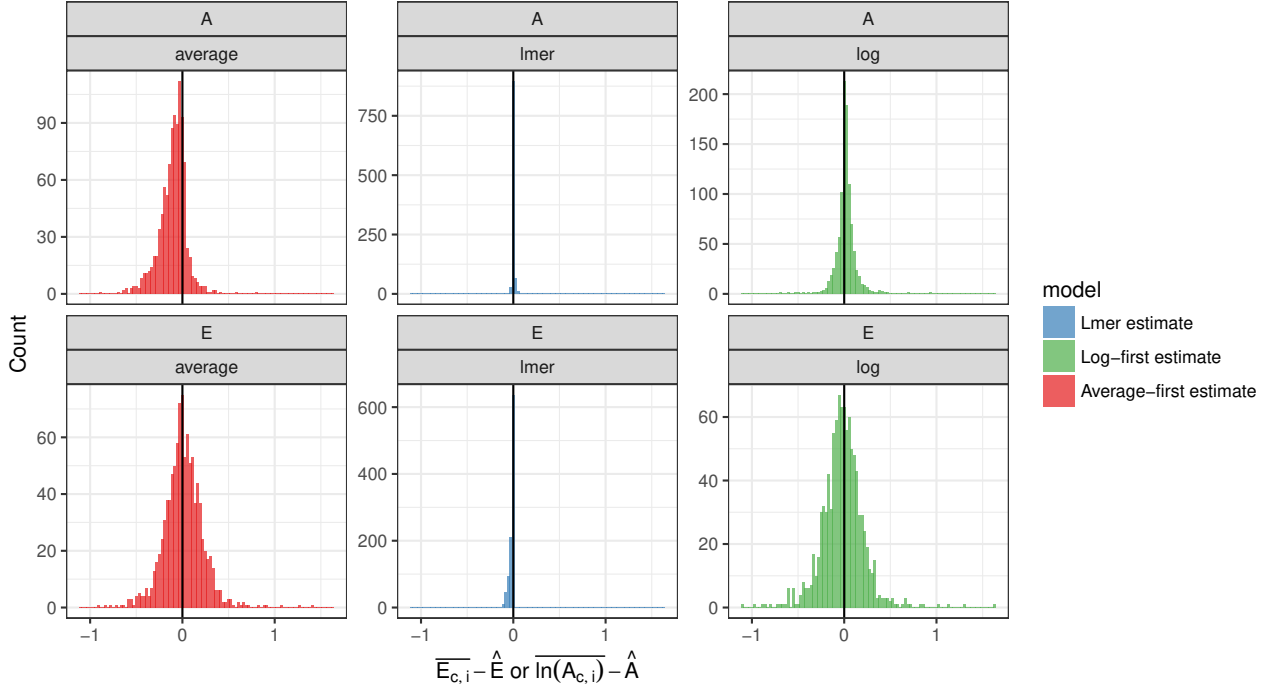 A A A
average lmer log
90
60
30
0
750
500
250
0
200
150
100
50
0
E E E
average lmer log
60
40
20
0
600
400
200
0
60
40
20
0
−1 0 1 −1 0 1 −1 0 1
Count
E̅c, i − Ê or ln(Ac, i) − Â
model
Lmer estimate
Log−first estimate
Average−first estimate